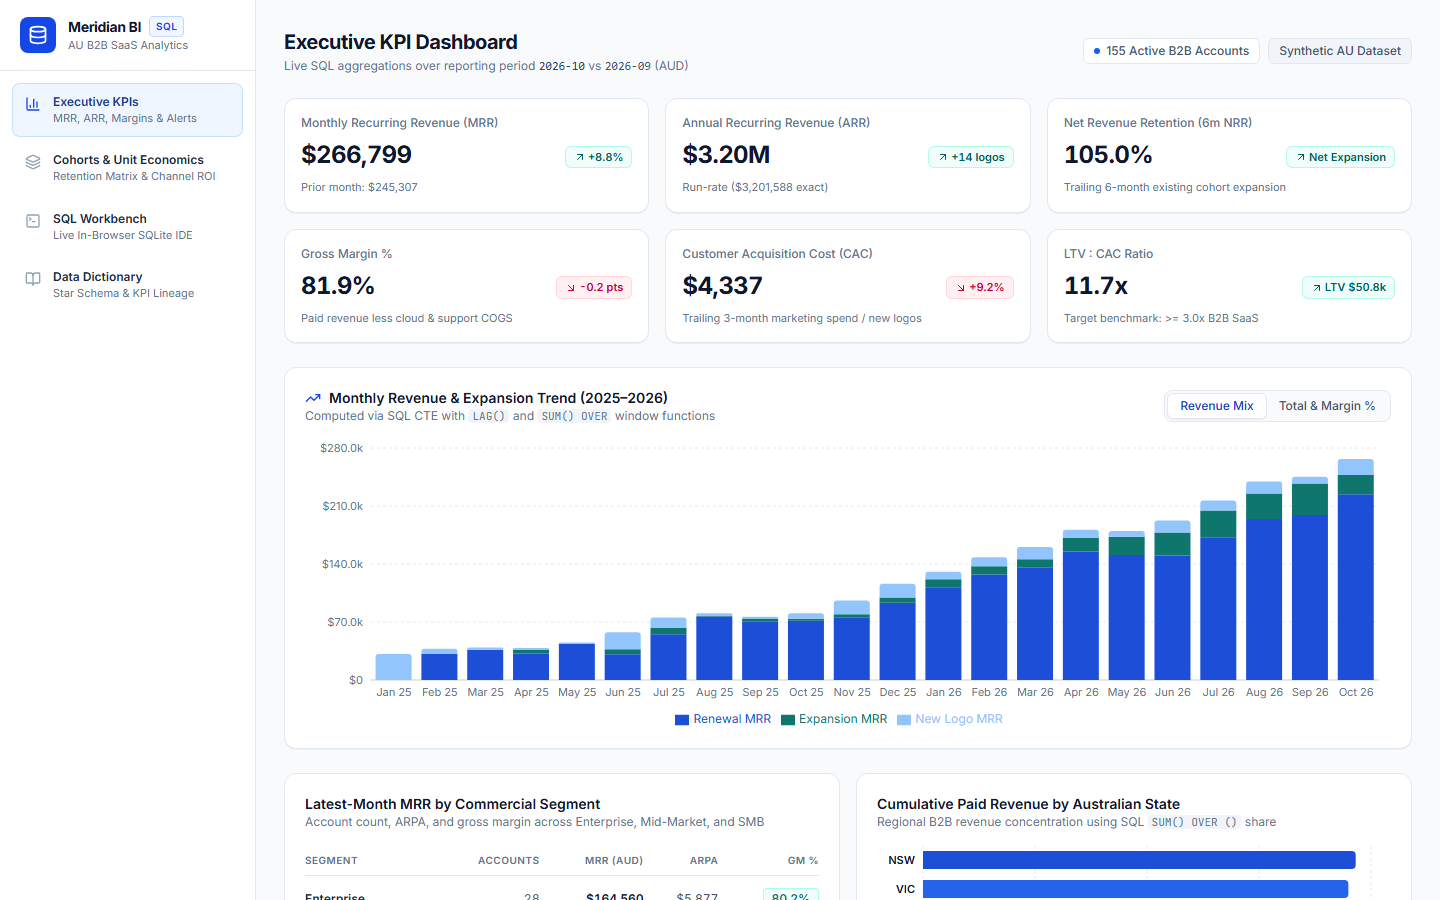 Meridian BI SQL
AU B2B SaaS Analytics
Executive KPIs
MRR, ARR, Margins & Alerts
Cohorts & Unit Economics
Retention Matrix & Channel ROI
SQL Workbench
Live In-Browser SQLite IDE
Data Dictionary
Star Schema & KPI Lineage
Executive KPI Dashboard
Live SQL aggregations over reporting period 2026-10 vs 2026-09 (AUD)
155 Active B2B Accounts
Synthetic AU Dataset
Monthly Recurring Revenue (MRR)
$266,799
+8.8%
Prior month: $245,307
Annual Recurring Revenue (ARR)
$3.20M
+14 logos
Run-rate ($3,201,588 exact)
Net Revenue Retention (6m NRR)
105.0%
Net Expansion
Trailing 6-month existing cohort expansion
Gross Margin %
81.9%
-0.2 pts
Paid revenue less cloud & support COGS
Customer Acquisition Cost (CAC)
$4,337
+9.2%
Trailing 3-month marketing spend / new logos
LTV : CAC Ratio
11.7x
LTV $50.8k
Target benchmark: >= 3.0x B2B SaaS
Monthly Revenue & Expansion Trend (2025–2026)
Computed via SQL CTE with LAG() and SUM() OVER window functions
Revenue Mix
Total & Margin %
$280.0k
$210.0k
$140.0k
$70.0k
$0
Jan 25 Feb 25 Mar 25 Apr 25 May 25 Jun 25 Jul 25 Aug 25 Sep 25 Oct 25 Nov 25 Dec 25 Jan 26 Feb 26 Mar 26 Apr 26 May 26 Jun 26 Jul 26 Aug 26 Sep 26 Oct 26
Renewal MRR Expansion MRR New Logo MRR
Latest-Month MRR by Commercial Segment
Account count, ARPA, and gross margin across Enterprise, Mid-Market, and SMB
SEGMENT ACCOUNTS MRR (AUD) ARPA GM %
Enterprise 28 $164,560 $5,877 80.2%
Cumulative Paid Revenue by Australian State
Regional B2B revenue concentration using SQL SUM() OVER () share
NSW
VIC